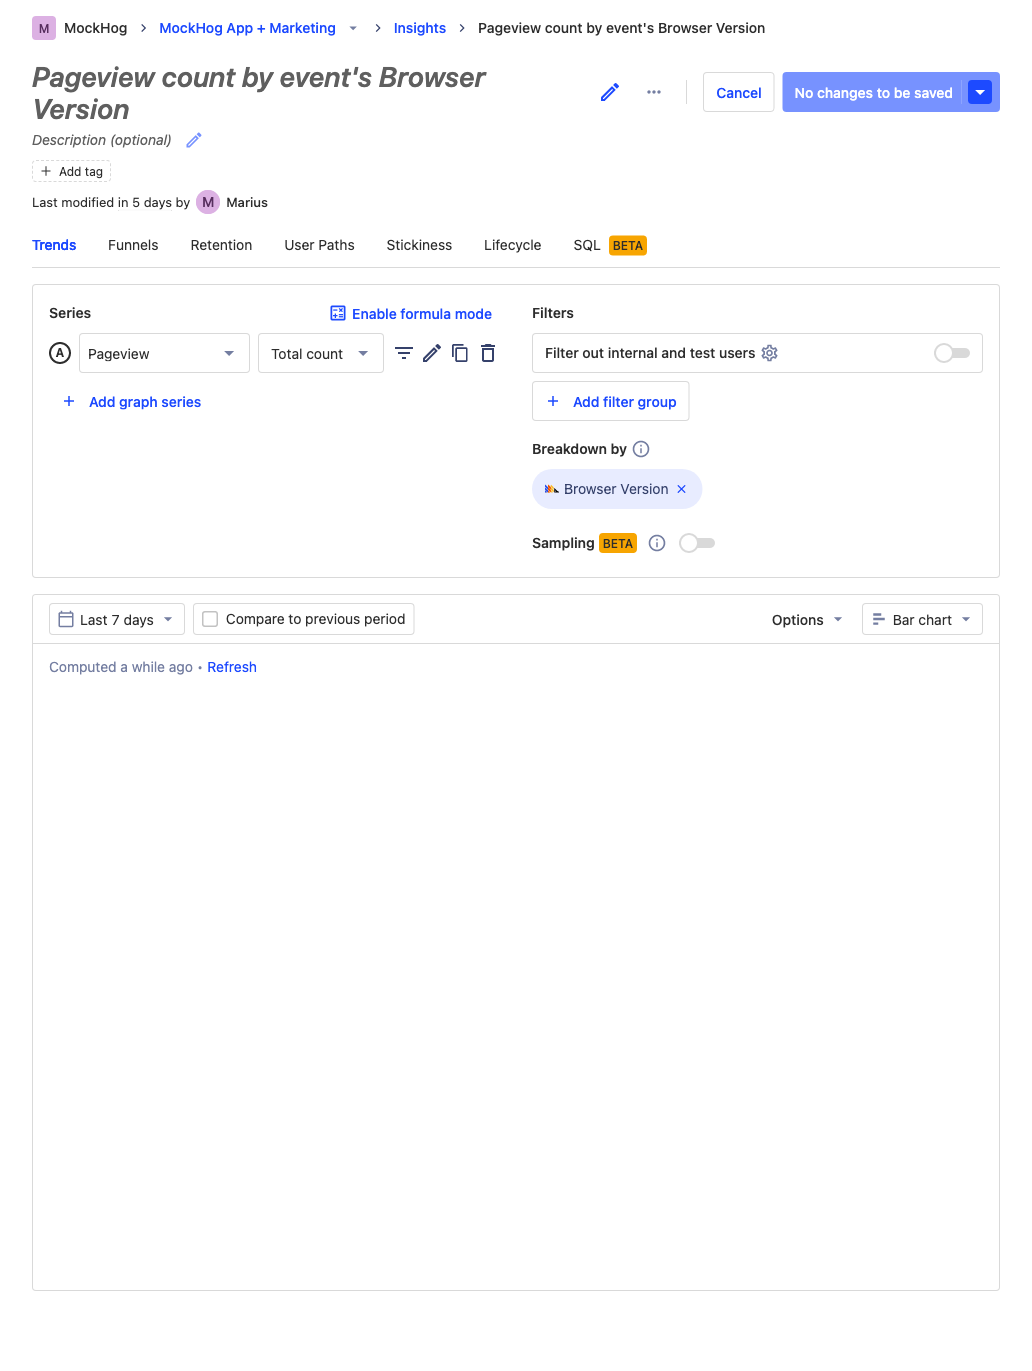 M MockHog MockHog App + Marketing Insights Pageview count by event's Browser Version
Pageview count by event's Browser
Version
Cancel
No changes to be saved
Description (optional)
Add tag
Last modified in 5 days by M Marius
Trends Funnels Retention User Paths Stickiness Lifecycle SQL BETA
Series
Enable formula mode
A Pageview Total count
Add graph series
Filters
Filter out internal and test users
Add filter group
Breakdown by
Browser Version
Sampling BETA
Last 7 days Compare to previous period Options Bar chart
Computed a while ago • Refresh